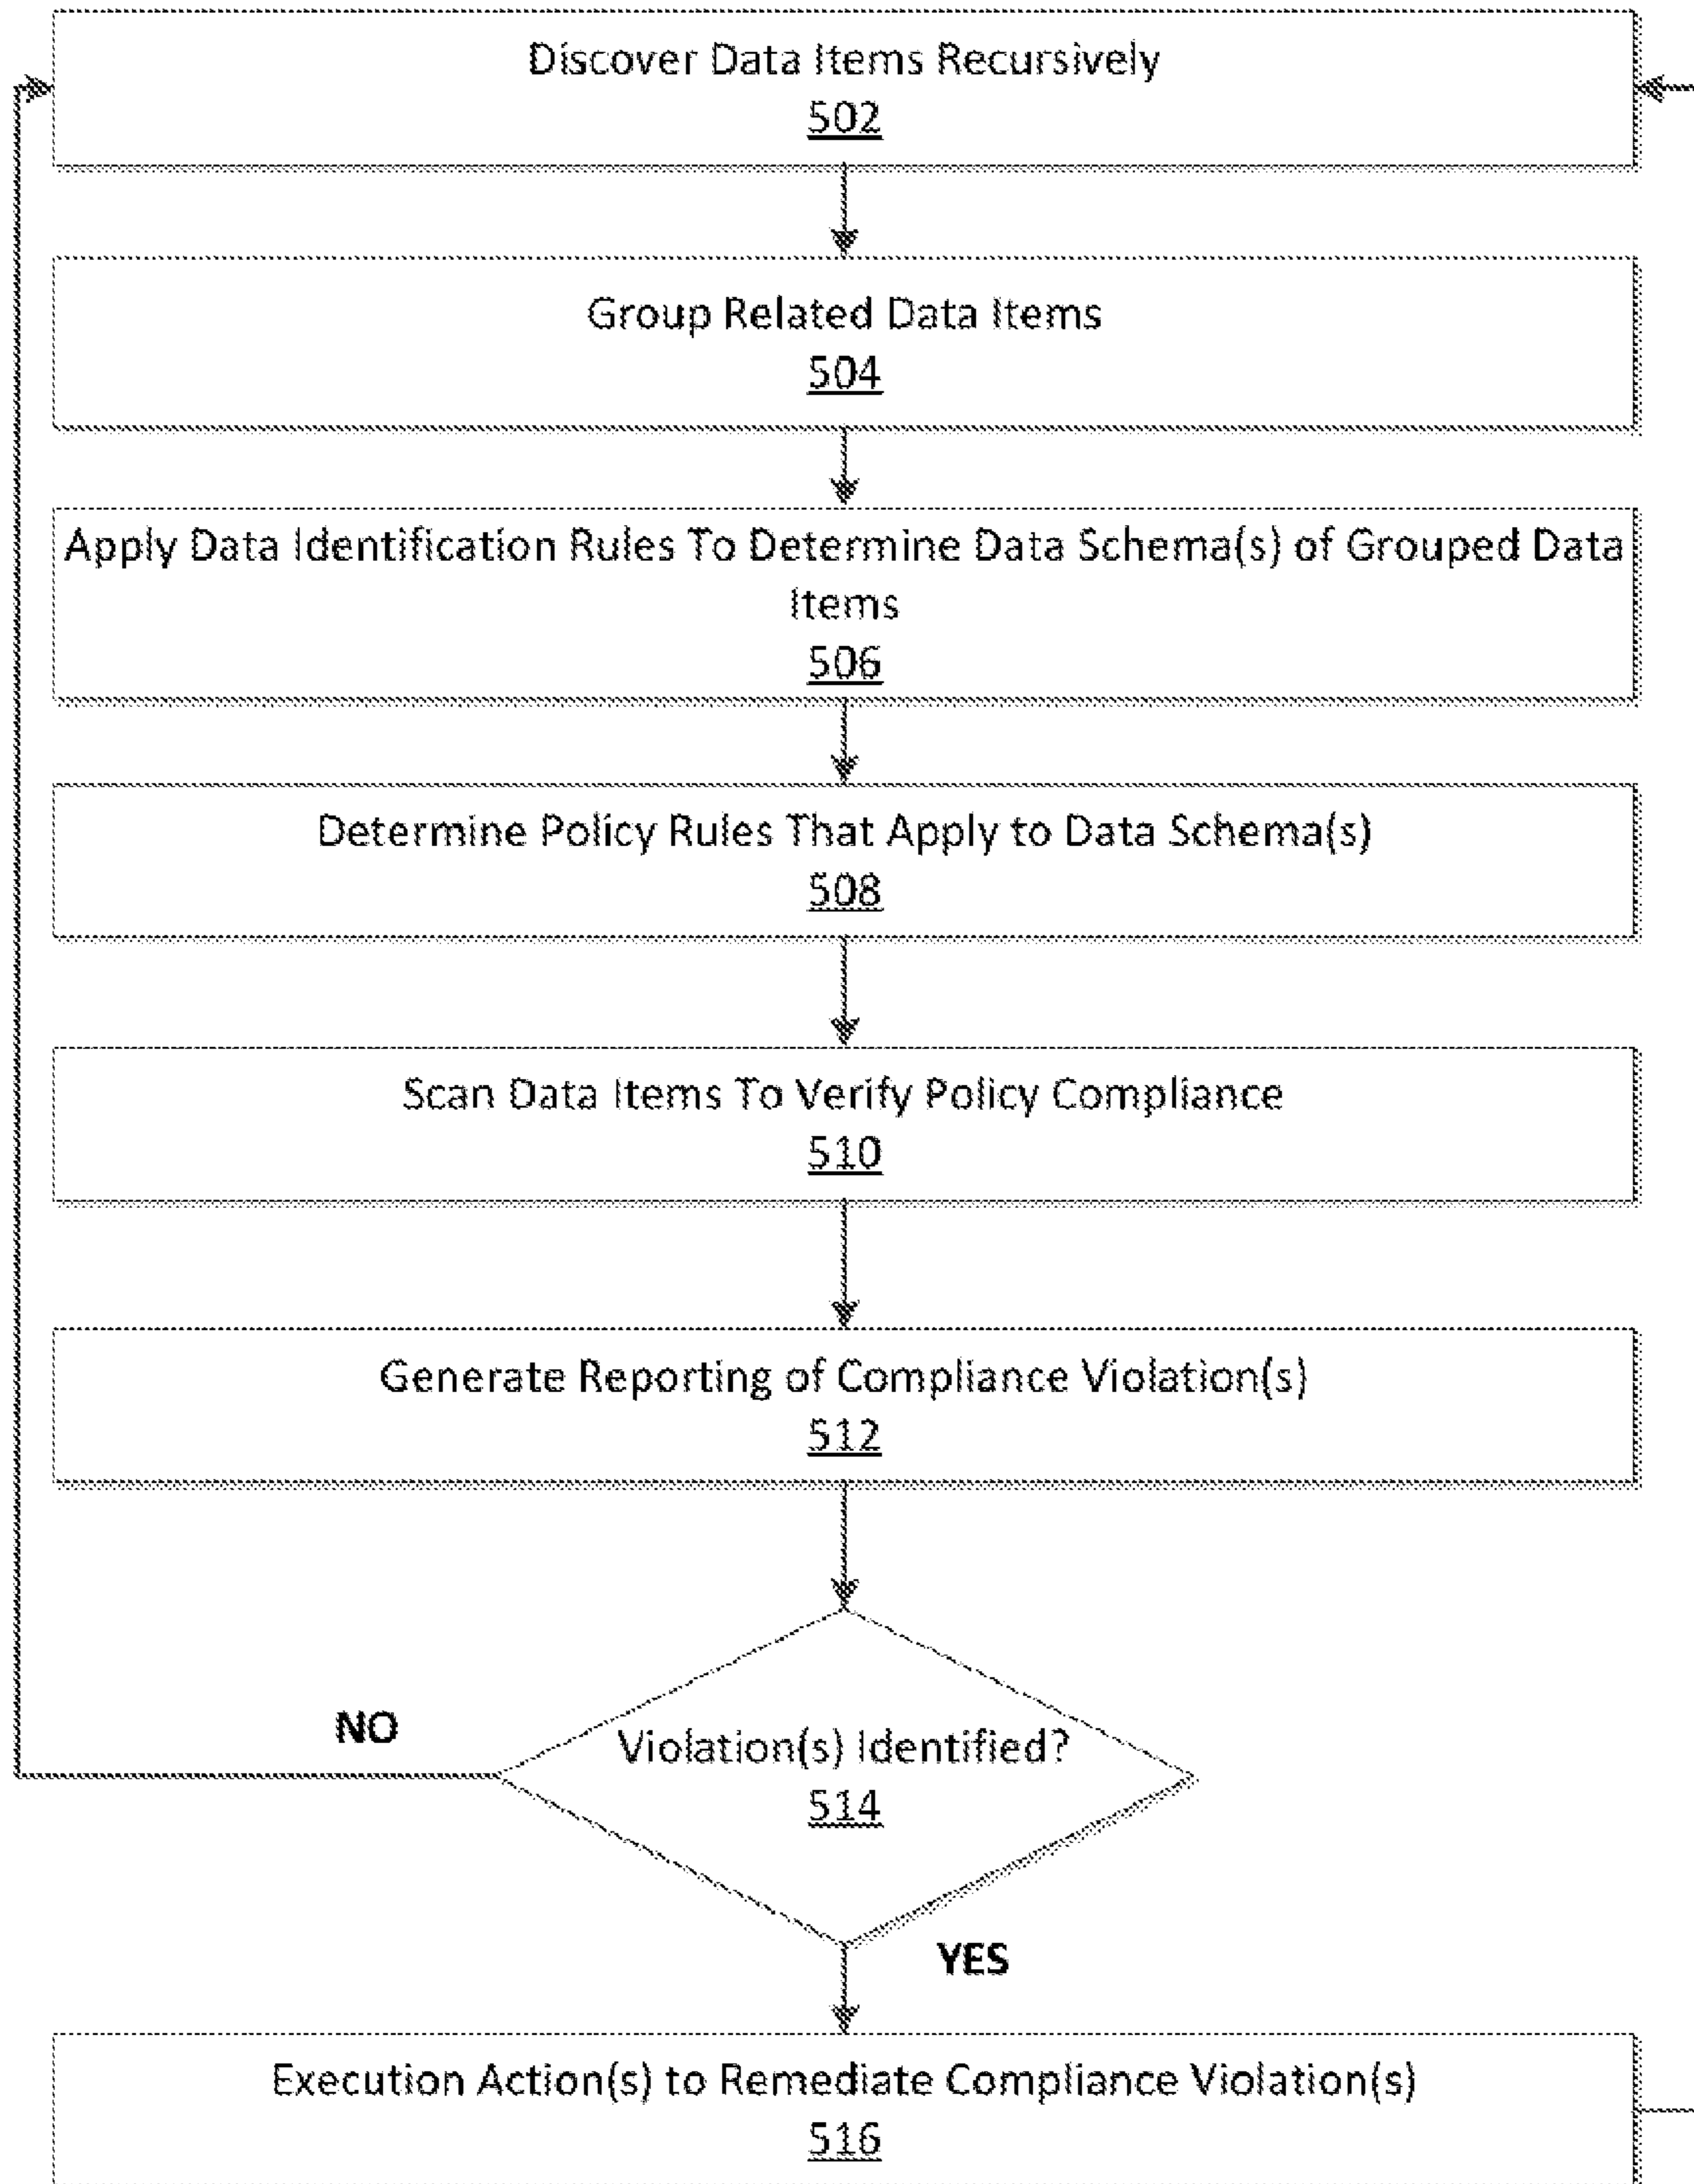 Discover Data Items Recursively
502
Group Related Data Items
504
Apply Data Identification Rules To Determine Data Schema(s) of Grouped Data
Items
506
Determine Policy Rules That Apply to Data Schema(s)
508
Scan Data Items To Verify Policy Compliance
510
Generate Reporting of Compliance Violation(s)
512
NO
Violation(s) Identified?
514
YES
Execution Action(s) to Remediate Compliance Violation(s)
516